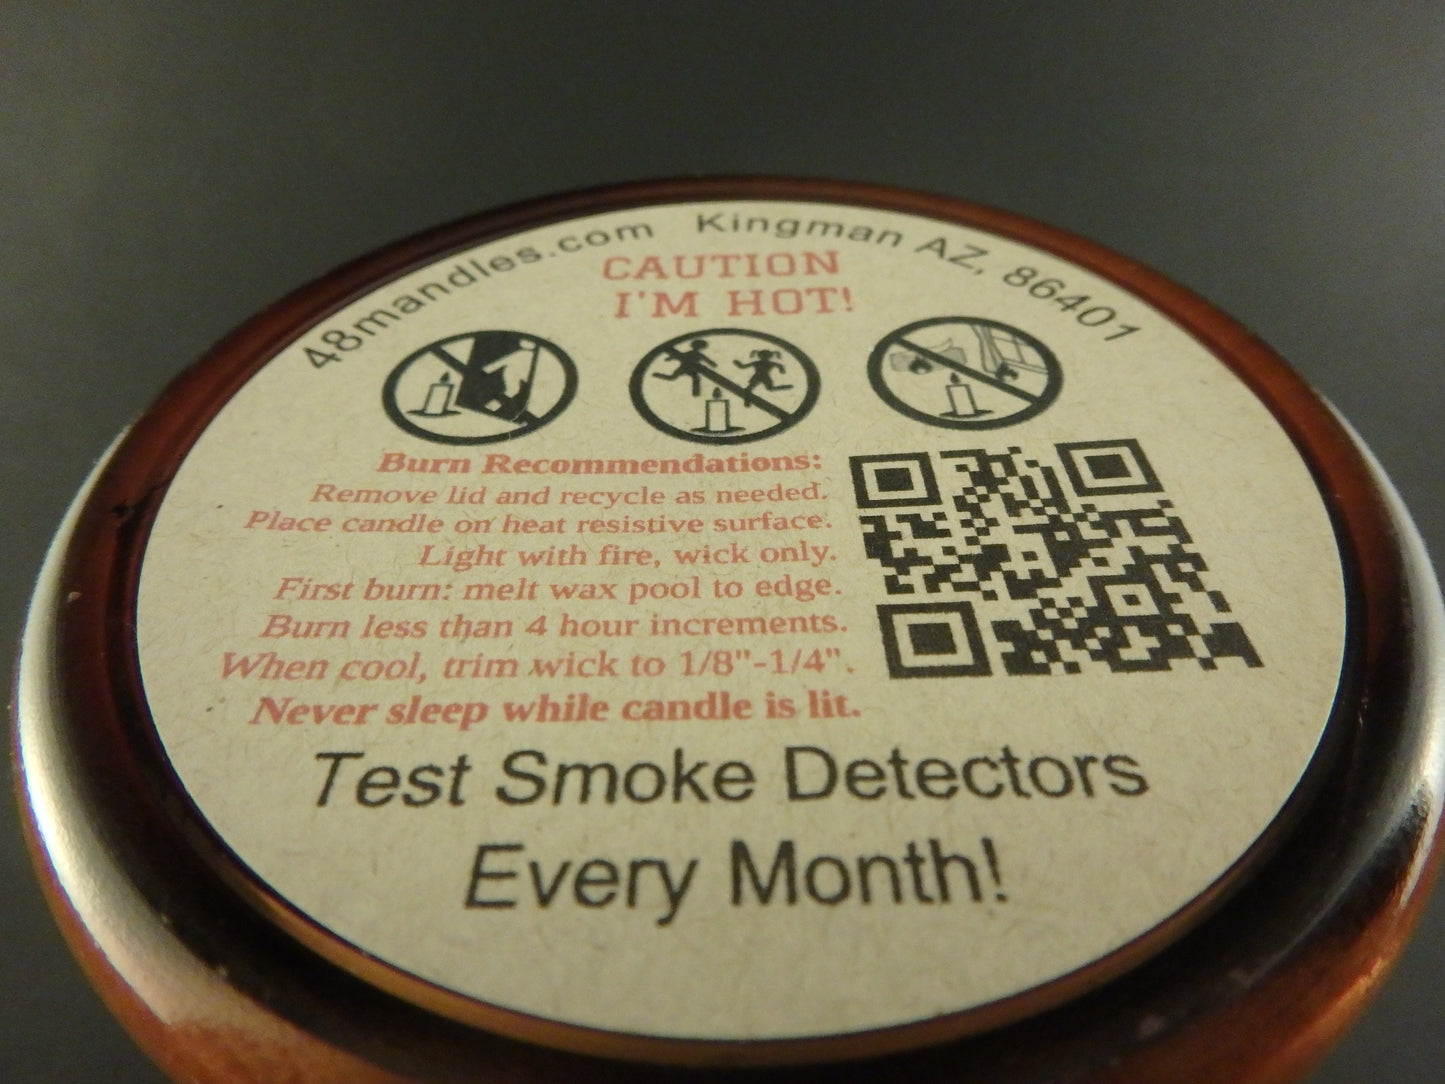 48mandles.com Kingman AZ, 86401
CAUTION
I'M HOT!
Burn Recommendations:
Remove lid and recycle as needed.
Place candle on heat resistive surface.
Light with fire, wick only.
First burn: melt wax pool to edge.
Burn less than 4 hour increments.
When cool, trim wick to 1/8"-1/4".
Never sleep while candle is lit.
Test Smoke Detectors
Every Month!